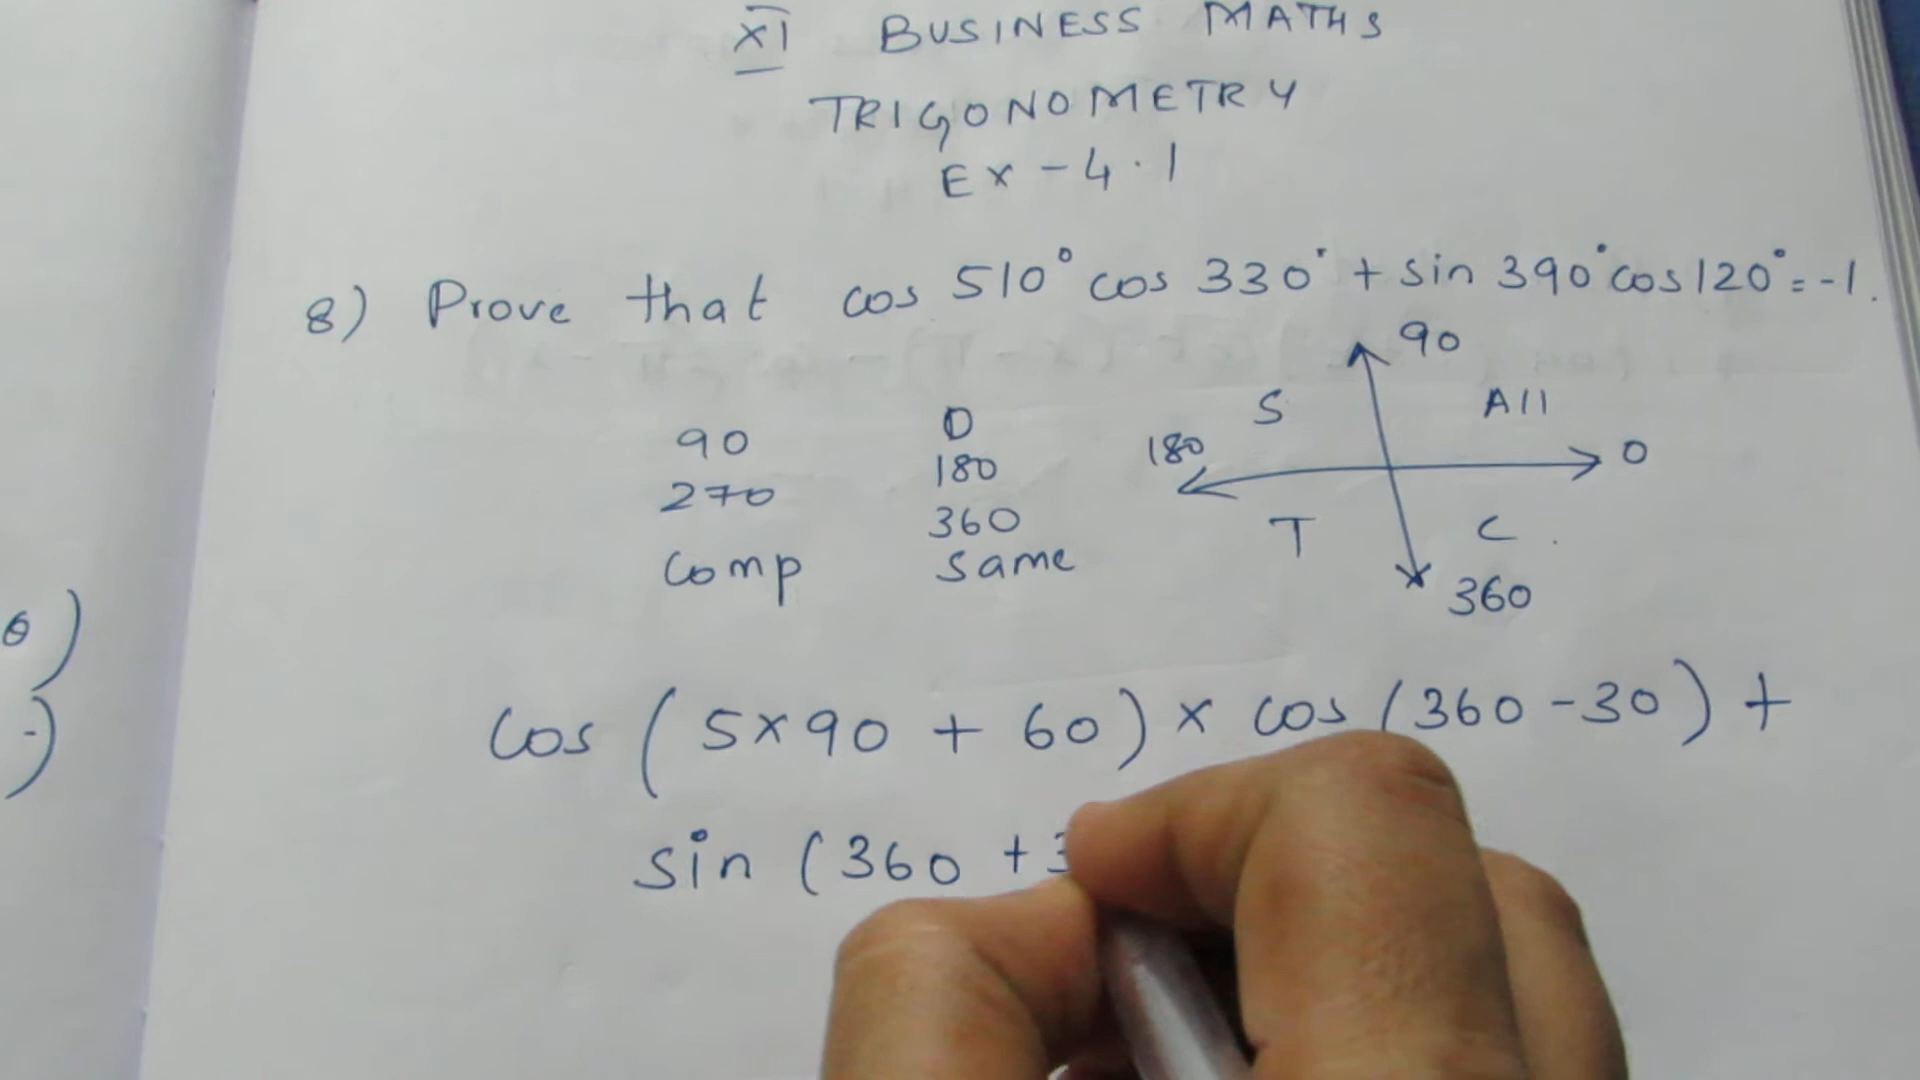 XI BUSINESS MATHS
TRIGONOMETRY
Ex - 4.1
8) Prove that cos 510° cos 330° + sin 390° cos 120° = -1.
90
270
Comp
0
180
360
Same
90
S
All
180
0
T
C
360
cos (5×90 + 60) × cos (360 - 30) +
sin (360 + 3
θ)
-)